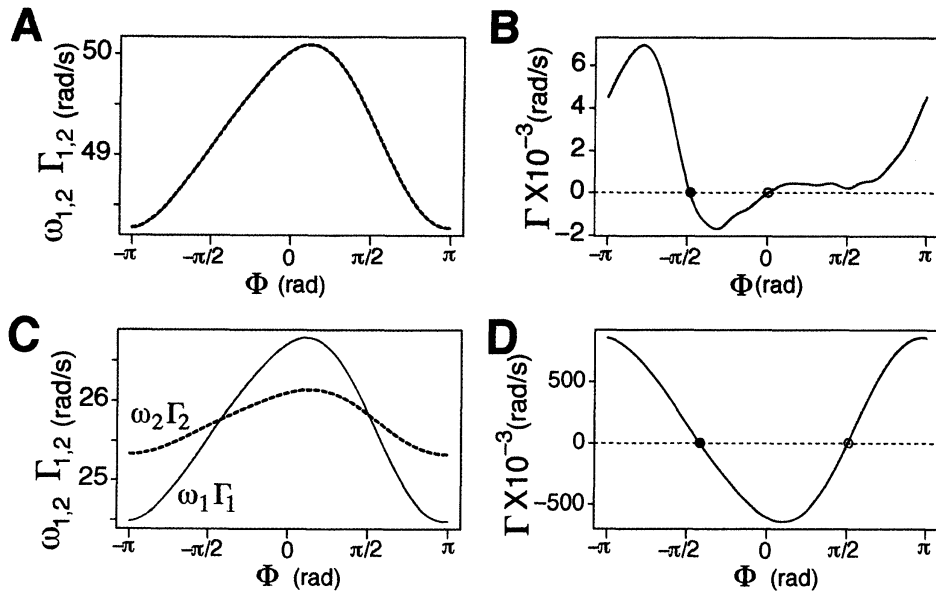 A
ω1,2 Γ1,2 (rad/s)
50
49
−π −π/2 0 π/2 π
Φ (rad)
B
Γ X10−3 (rad/s)
6
4
2
0
−2
−π −π/2 0 π/2 π
Φ (rad)
C
ω1,2 Γ1,2 (rad/s)
26
25
ω2Γ2
ω1Γ1
−π −π/2 0 π/2 π
Φ (rad)
D
Γ X10−3 (rad/s)
500
0
−500
−π −π/2 0 π/2 π
Φ (rad)